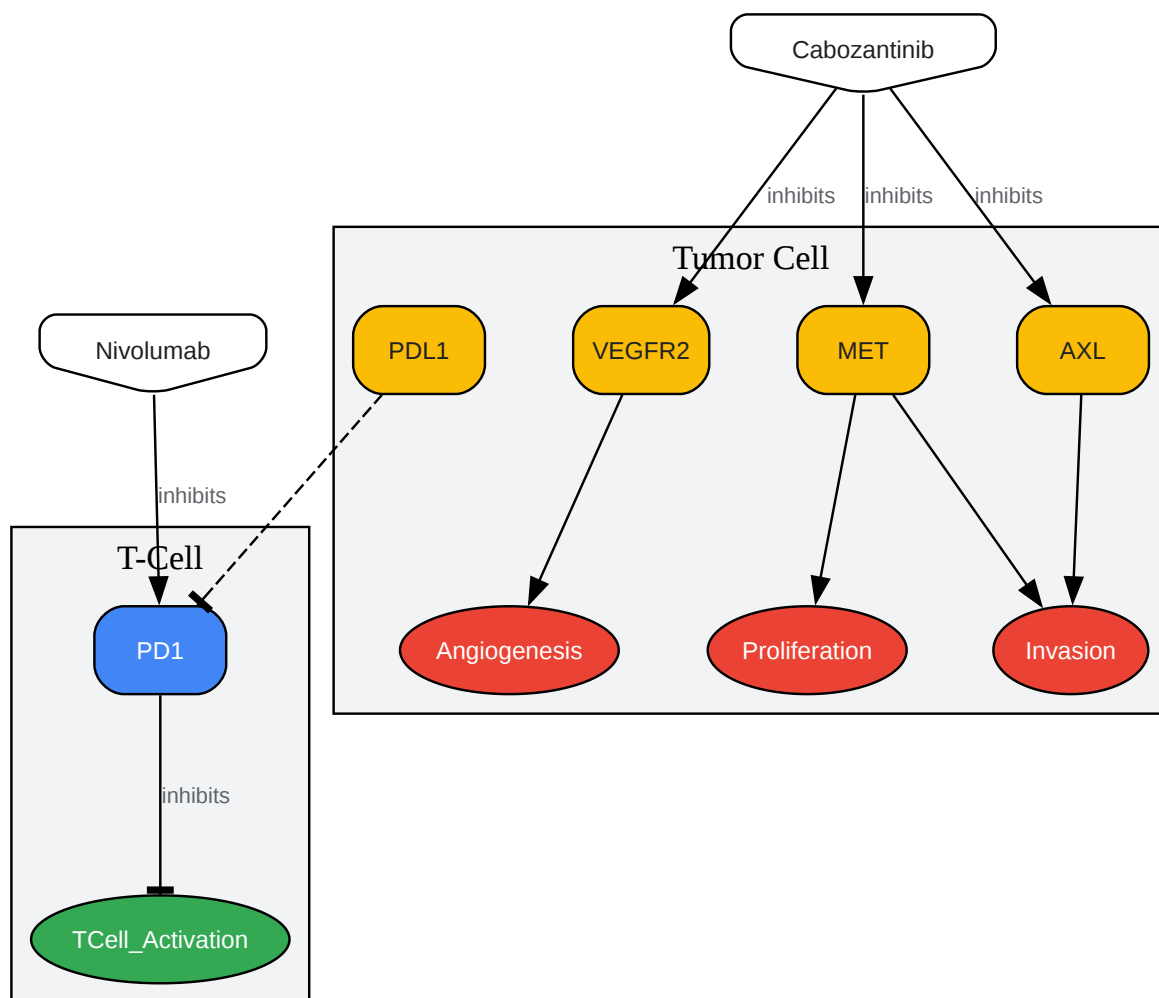 Cabozantinib
inhibits
inhibits
inhibits
Tumor Cell
Nivolumab
PDL1
VEGFR2
MET
AXL
inhibits
T-Cell
PD1
Angiogenesis
Proliferation
Invasion
inhibits
TCell_Activation